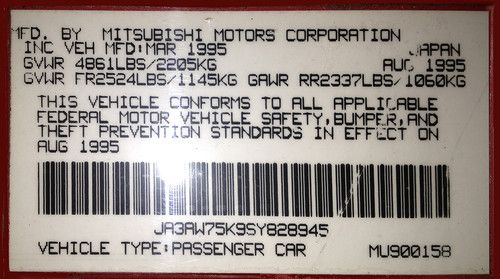 MFD. BY MITSUBISHI MOTORS CORPORATION
INC VEH MFD:MAR 1995 JAPAN
GVWR 4861LBS/2205KG AUG 1995
GVWR FR2524LBS/1145KG GAWR RR2337LBS/1060KG
THIS VEHICLE CONFORMS TO ALL APPLICABLE
FEDERAL MOTOR VEHICLE SAFETY,BUMPER,AND
THEFT PREVENTION STANDARDS IN EFFECT ON
AUG 1995
JA3AW75K9SY828945
VEHICLE TYPE:PASSENGER CAR MU900158